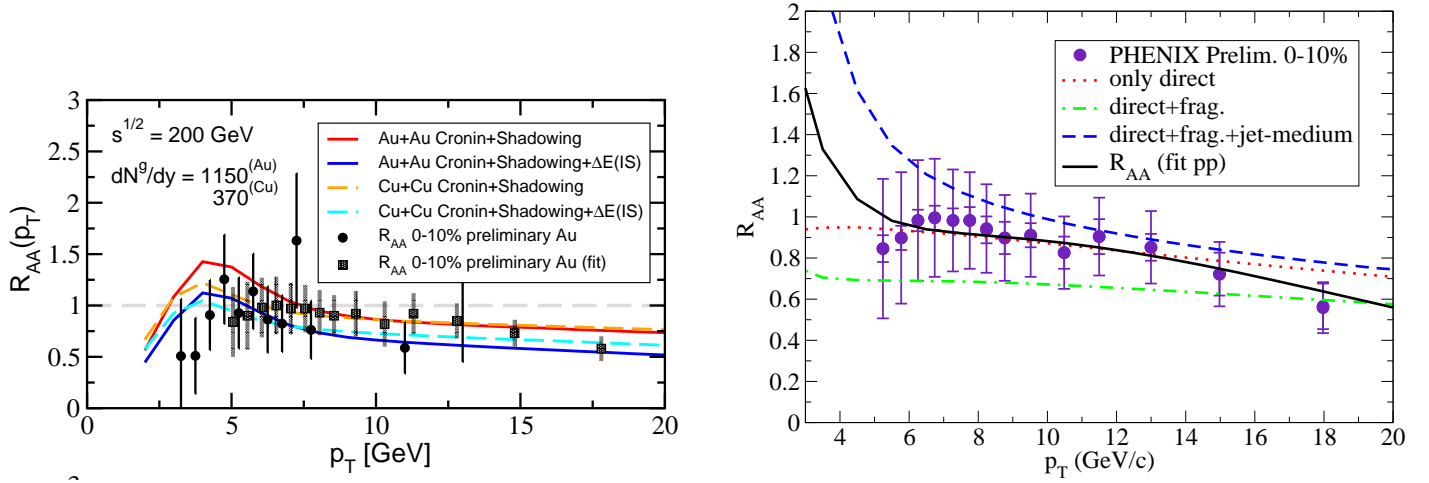 3
2.5
2
1.5
1
0.5
0
R_AA(p_T)
s^1/2 = 200 GeV
dN^g/dy = 1150^(Au)
370^(Cu)
Au+Au Cronin+Shadowing
Au+Au Cronin+Shadowing+ΔE(IS)
Cu+Cu Cronin+Shadowing
Cu+Cu Cronin+Shadowing+ΔE(IS)
R_AA 0-10% preliminary Au
R_AA 0-10% preliminary Au (fit)
0 5 10 15 20
p_T [GeV]
2
1.8
1.6
1.4
1.2
1
0.8
0.6
0.4
0.2
0
R_AA
PHENIX Prelim. 0-10%
only direct
direct+frag.
direct+frag.+jet-medium
R_AA (fit pp)
4 6 8 10 12 14 16 18 20
p_T (GeV/c)